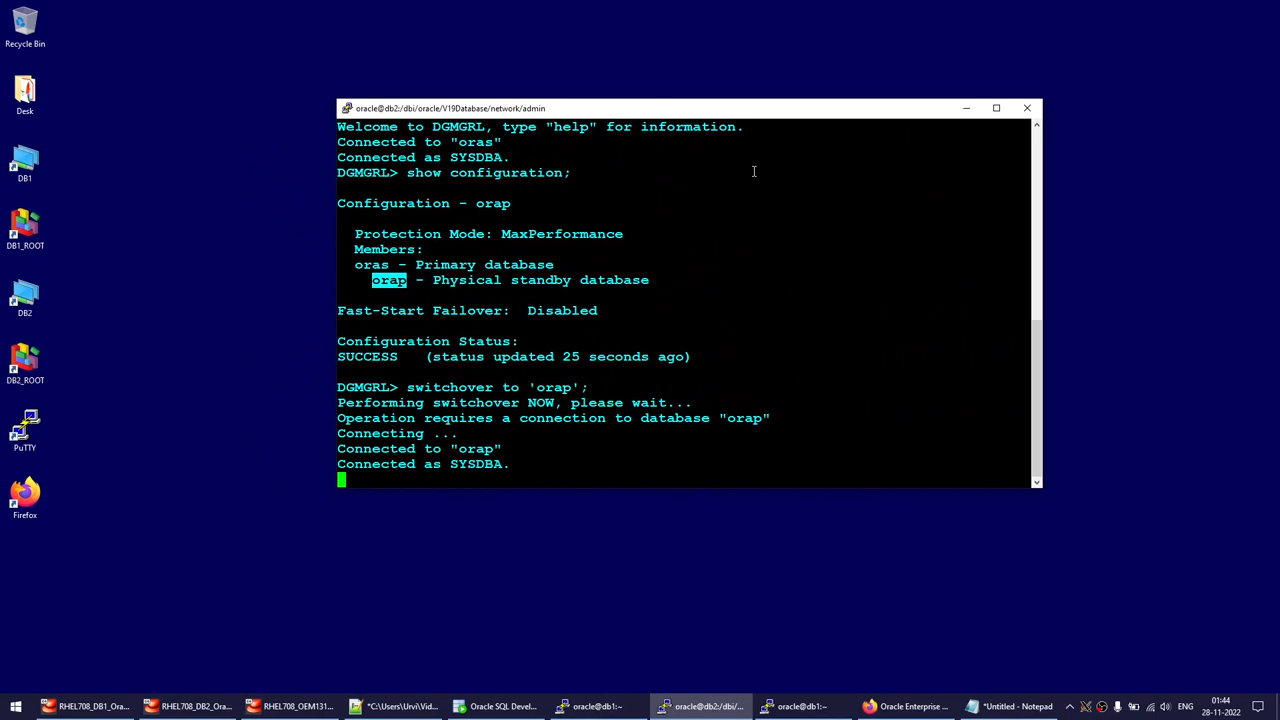 Recycle Bin
Desk
DB1
DB1_ROOT
DB2
DB2_ROOT
PuTTY
Firefox
oracle@db2:/dbi/oracle/V19Database/network/admin
Welcome to DGMGRL, type "help" for information.
Connected to "oras"
Connected as SYSDBA.
DGMGRL> show configuration;
Configuration - orap
Protection Mode: MaxPerformance
Members:
oras - Primary database
orap - Physical standby database
Fast-Start Failover:  Disabled
Configuration Status:
SUCCESS   (status updated 25 seconds ago)
DGMGRL> switchover to 'orap';
Performing switchover NOW, please wait...
Operation requires a connection to database "orap"
Connecting ...
Connected to "orap"
Connected as SYSDBA.
RHEL708_DB1_Ora...
RHEL708_DB2_Ora...
RHEL708_OEM131...
*C:\Users\Urvi\Vid...
Oracle SQL Devel...
oracle@db1:~
oracle@db2:/dbi/...
oracle@db1:~
Oracle Enterprise ...
*Untitled - Notepad
ENG
01:44
28-11-2022